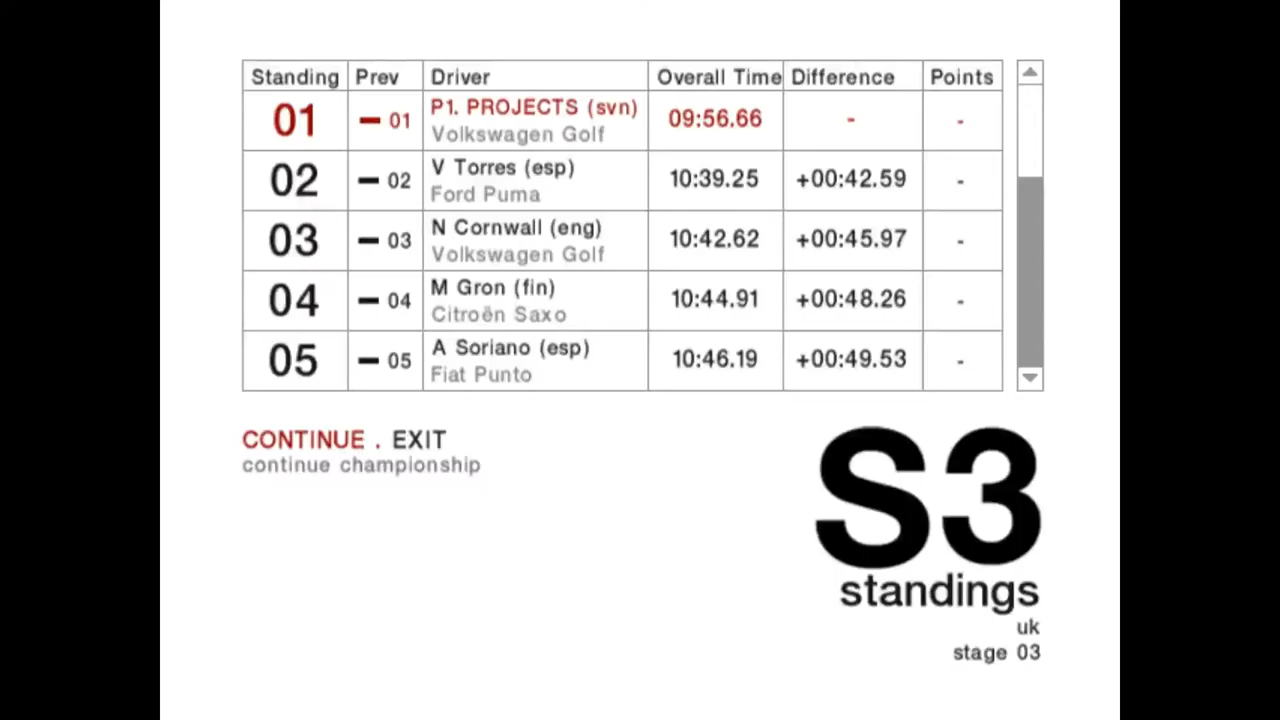 Standing Prev Driver Overall Time Difference Points
01 01 P1. PROJECTS (svn) 09:56.66 - -
Volkswagen Golf
02 02 V Torres (esp) 10:39.25 +00:42.59 -
Ford Puma
03 03 N Cornwall (eng) 10:42.62 +00:45.97 -
Volkswagen Golf
04 04 M Gron (fin) 10:44.91 +00:48.26 -
Citroën Saxo
05 05 A Soriano (esp) 10:46.19 +00:49.53 -
Fiat Punto
CONTINUE . EXIT
continue championship
S3
standings
uk
stage 03